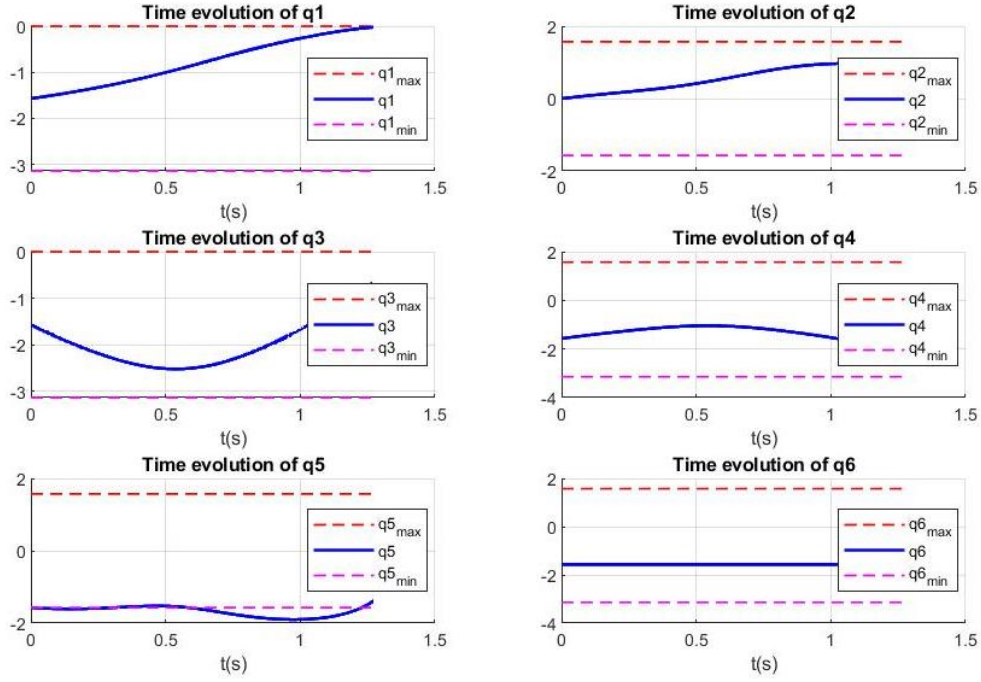 Time evolution of q1
0
-1
-2
-3
q1max
q1
q1min
0 0.5 1 1.5
t(s)
Time evolution of q2
2
0
-2
q2max
q2
q2min
0 0.5 1 1.5
t(s)
Time evolution of q3
0
-1
-2
-3
q3max
q3
q3min
0 0.5 1 1.5
t(s)
Time evolution of q4
2
0
-2
-4
q4max
q4
q4min
0 0.5 1 1.5
t(s)
Time evolution of q5
2
0
-2
q5max
q5
q5min
0 0.5 1 1.5
t(s)
Time evolution of q6
2
0
-2
-4
q6max
q6
q6min
0 0.5 1 1.5
t(s)